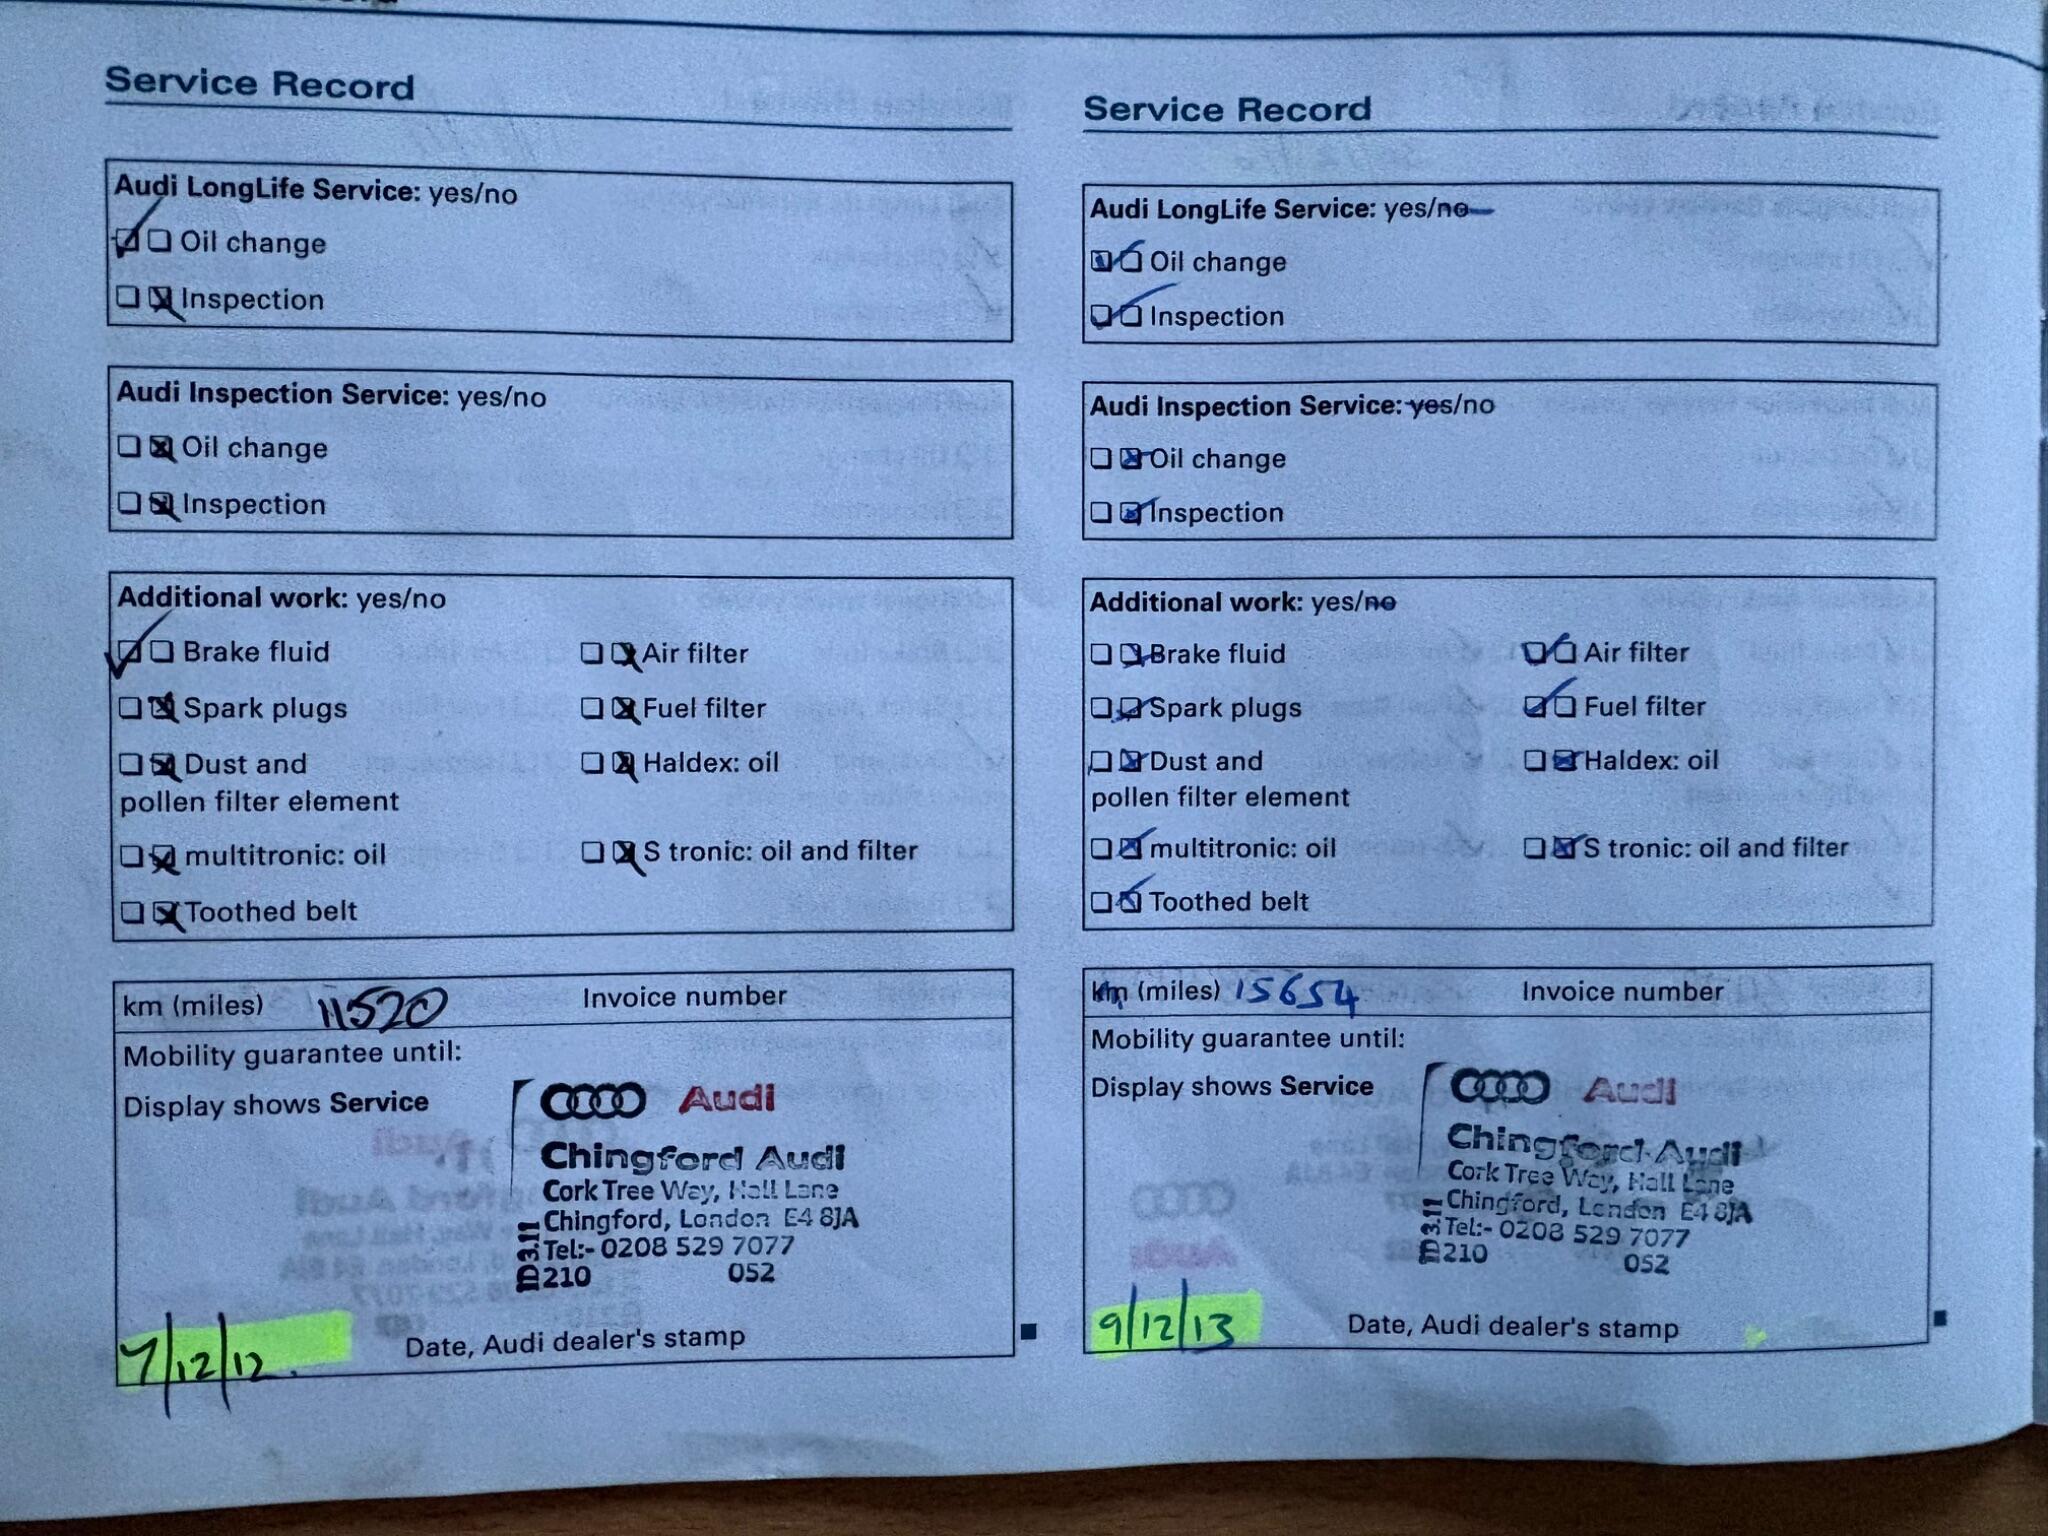 Service Record
Audi LongLife Service: yes/no
Oil change
Inspection
Audi Inspection Service: yes/no
Oil change
Inspection
Additional work: yes/no
Brake fluid
Air filter
Spark plugs
Fuel filter
Dust and
pollen filter element
Haldex: oil
multitronic: oil
S tronic: oil and filter
Toothed belt
km (miles) 11520 Invoice number
Mobility guarantee until:
Display shows Service
Audi
Chingford Audi
Cork Tree Way, Hall Lane
Chingford, London E4 8JA
Tel:- 0208 529 7077
210 052
7/12/12.
Date, Audi dealer's stamp
Service Record
Audi LongLife Service: yes/no
Oil change
Inspection
Audi Inspection Service: yes/no
Oil change
Inspection
Additional work: yes/no
Brake fluid
Air filter
Spark plugs
Fuel filter
Dust and
pollen filter element
Haldex: oil
multitronic: oil
S tronic: oil and filter
Toothed belt
km (miles) 15654 Invoice number
Mobility guarantee until:
Display shows Service
Audi
Chingford Audi
Cork Tree Way, Hall Lane
Chingford, London E4 8JA
Tel:- 0208 529 7077
210 052
9/12/13
Date, Audi dealer's stamp